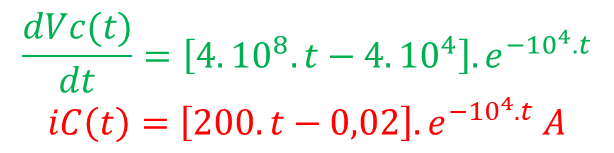 dVc(t)/dt = [4.10⁸.t − 4.10⁴].e^(−10⁴.t)
iC(t) = [200.t − 0,02].e^(−10⁴.t) A